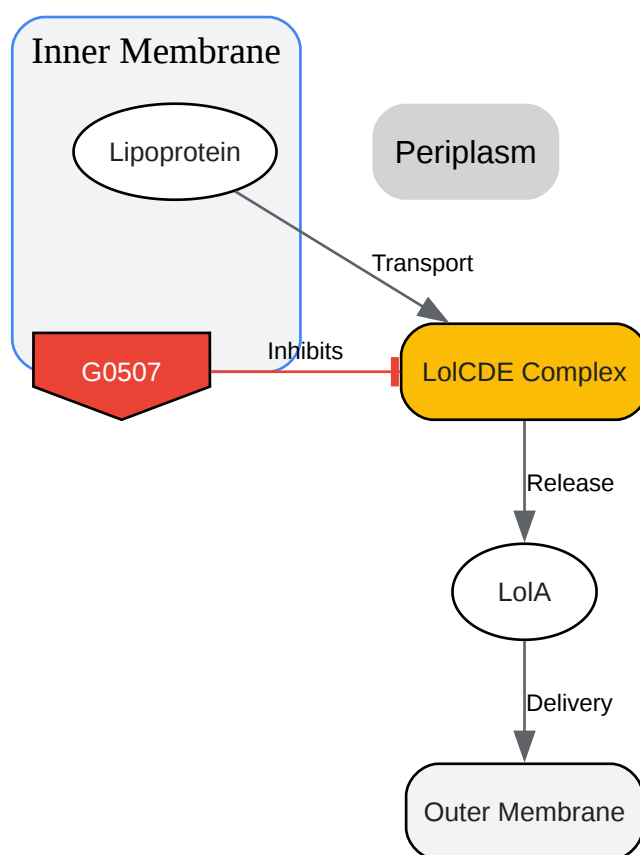 Inner Membrane
Lipoprotein
Periplasm
Transport
G0507
Inhibits
LolCDE Complex
Release
LolA
Delivery
Outer Membrane